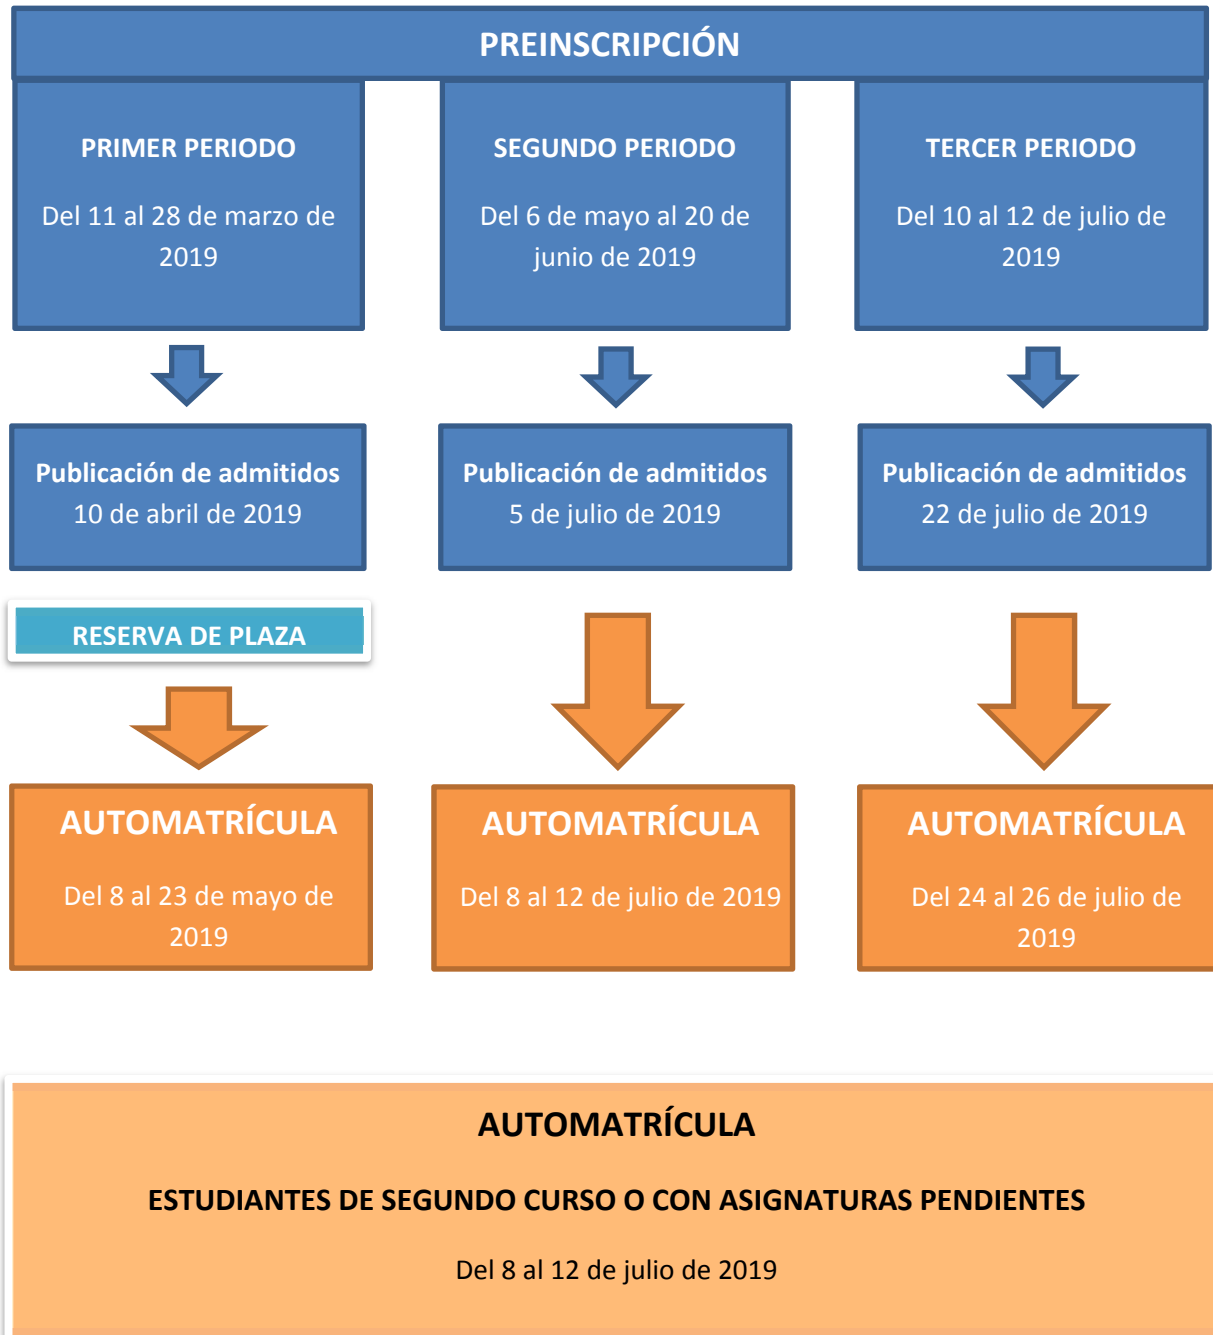 PREINSCRIPCIÓN
PRIMER PERIODO
Del 11 al 28 de marzo de
2019
SEGUNDO PERIODO
Del 6 de mayo al 20 de
junio de 2019
TERCER PERIODO
Del 10 al 12 de julio de
2019
Publicación de admitidos
10 de abril de 2019
Publicación de admitidos
5 de julio de 2019
Publicación de admitidos
22 de julio de 2019
RESERVA DE PLAZA
AUTOMATRÍCULA
Del 8 al 23 de mayo de
2019
AUTOMATRÍCULA
Del 8 al 12 de julio de 2019
AUTOMATRÍCULA
Del 24 al 26 de julio de
2019
AUTOMATRÍCULA
ESTUDIANTES DE SEGUNDO CURSO O CON ASIGNATURAS PENDIENTES
Del 8 al 12 de julio de 2019